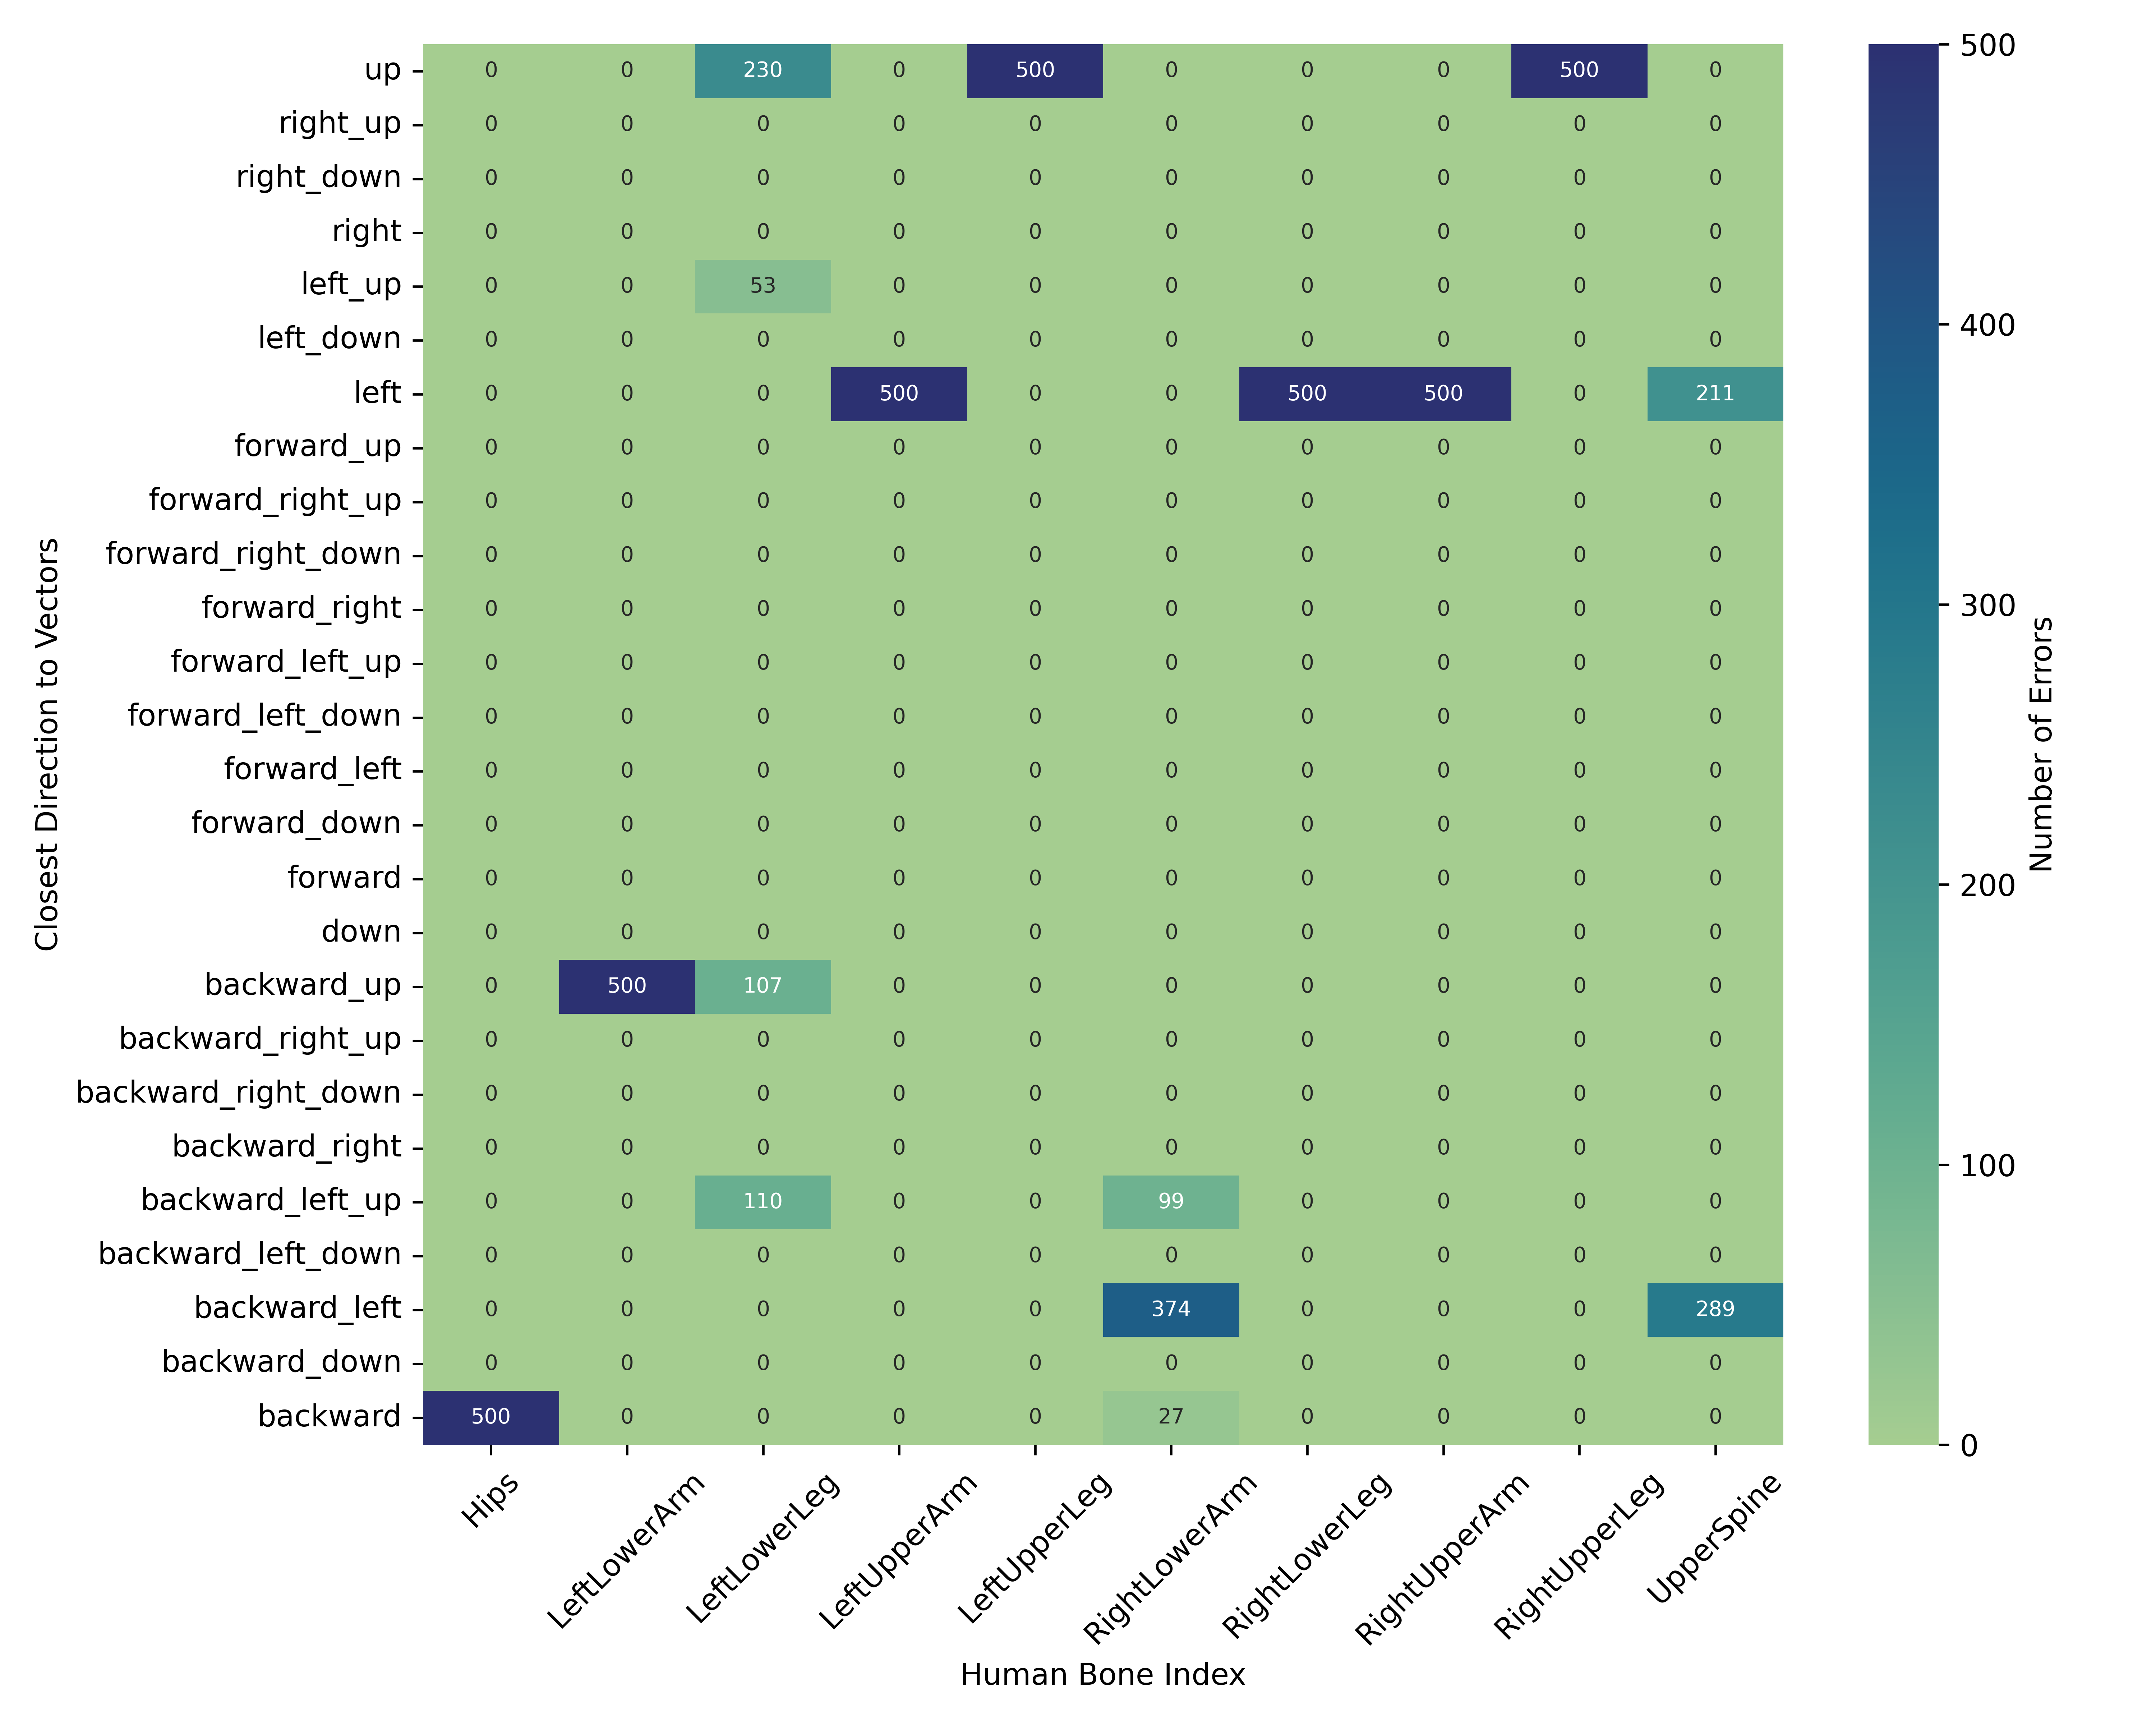 up 0 0 230 0 500 0 0 0 500 0
right_up 0 0 0 0 0 0 0 0 0 0
right_down 0 0 0 0 0 0 0 0 0 0
right 0 0 0 0 0 0 0 0 0 0
left_up 0 0 53 0 0 0 0 0 0 0
left_down 0 0 0 0 0 0 0 0 0 0
left 0 0 0 500 0 0 500 500 0 211
forward_up 0 0 0 0 0 0 0 0 0 0
forward_right_up 0 0 0 0 0 0 0 0 0 0
forward_right_down 0 0 0 0 0 0 0 0 0 0
forward_right 0 0 0 0 0 0 0 0 0 0
forward_left_up 0 0 0 0 0 0 0 0 0 0
forward_left_down 0 0 0 0 0 0 0 0 0 0
forward_left 0 0 0 0 0 0 0 0 0 0
forward_down 0 0 0 0 0 0 0 0 0 0
forward 0 0 0 0 0 0 0 0 0 0
down 0 0 0 0 0 0 0 0 0 0
backward_up 0 500 107 0 0 0 0 0 0 0
backward_right_up 0 0 0 0 0 0 0 0 0 0
backward_right_down 0 0 0 0 0 0 0 0 0 0
backward_right 0 0 0 0 0 0 0 0 0 0
backward_left_up 0 0 110 0 0 99 0 0 0 0
backward_left_down 0 0 0 0 0 0 0 0 0 0
backward_left 0 0 0 0 0 374 0 0 0 289
backward_down 0 0 0 0 0 0 0 0 0 0
backward 500 0 0 0 0 27 0 0 0 0
Hips LeftLowerArm LeftLowerLeg LeftUpperArm LeftUpperLeg RightLowerArm RightLowerLeg RightUpperArm RightUpperLeg UpperSpine
Human Bone Index
Closest Direction to Vectors
500
400
300
200
100
0
Number of Errors